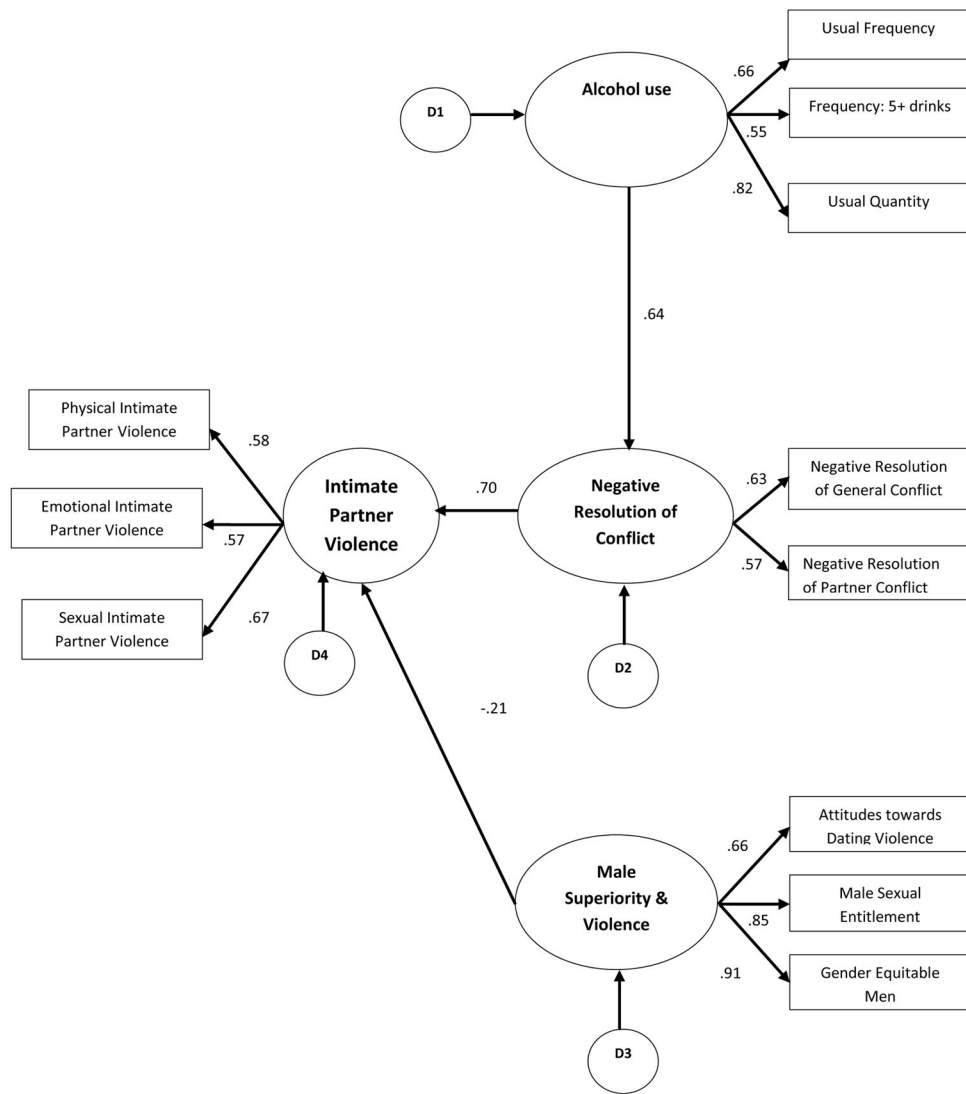 Usual Frequency
.66
Alcohol use
D1
Frequency: 5+ drinks
.55
.82
Usual Quantity
.64
Physical Intimate
Partner Violence
.58
Emotional Intimate
Partner Violence
.57
Sexual Intimate
Partner Violence
.67
Intimate
Partner
Violence
D4
.70
Negative
Resolution of
Conflict
D2
.63
Negative Resolution
of General Conflict
.57
Negative Resolution
of Partner Conflict
-.21
Male
Superiority &
Violence
D3
.66
Attitudes towards
Dating Violence
.85
Male Sexual
Entitlement
.91
Gender Equitable
Men